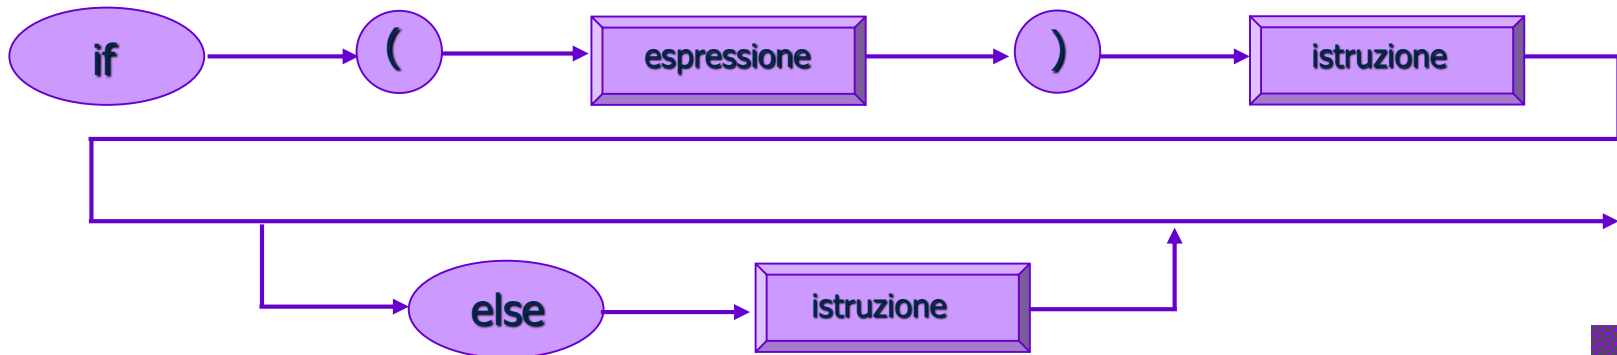 if ( espressione ) istruzione
else istruzione